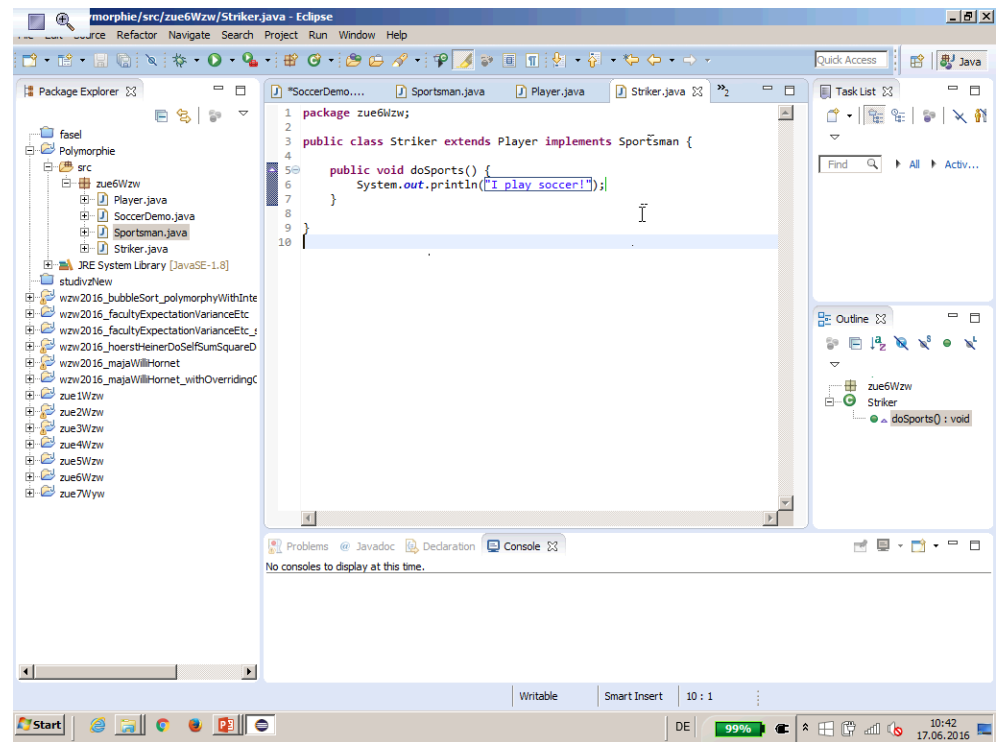 ymorphie/src/zue6Wzw/Striker.java - Eclipse
Source Refactor Navigate Search Project Run Window Help
Quick Access
Java
Package Explorer
*SoccerDemo....
Sportsman.java
Player.java
Striker.java
»2
Task List
fasel
Polymorphie
src
zue6Wzw
Player.java
SoccerDemo.java
Sportsman.java
Striker.java
JRE System Library [JavaSE-1.8]
studivzNew
wzw2016_bubbleSort_polymorphyWithInte
wzw2016_facultyExpectationVarianceEtc
wzw2016_facultyExpectationVarianceEtc_s
wzw2016_hoerstHeinerDoSelfSumSquareD
wzw2016_majaWilliHornet
wzw2016_majaWilliHornet_withOverridingC
zue1Wzw
zue2Wzw
zue3Wzw
zue4Wzw
zue5Wzw
zue6Wzw
zue7Wyw
1 package zue6Wzw;
2
3 public class Striker extends Player implements Sportsman {
4
5 public void doSports() {
6 System.out.println("I play soccer!");
7 }
8
9 }
10
Find
All
Activ...
Outline
zue6Wzw
Striker
doSports() : void
Problems
@ Javadoc
Declaration
Console
No consoles to display at this time.
Writable
Smart Insert
10 : 1
Start
DE
99%
10:42
17.06.2016